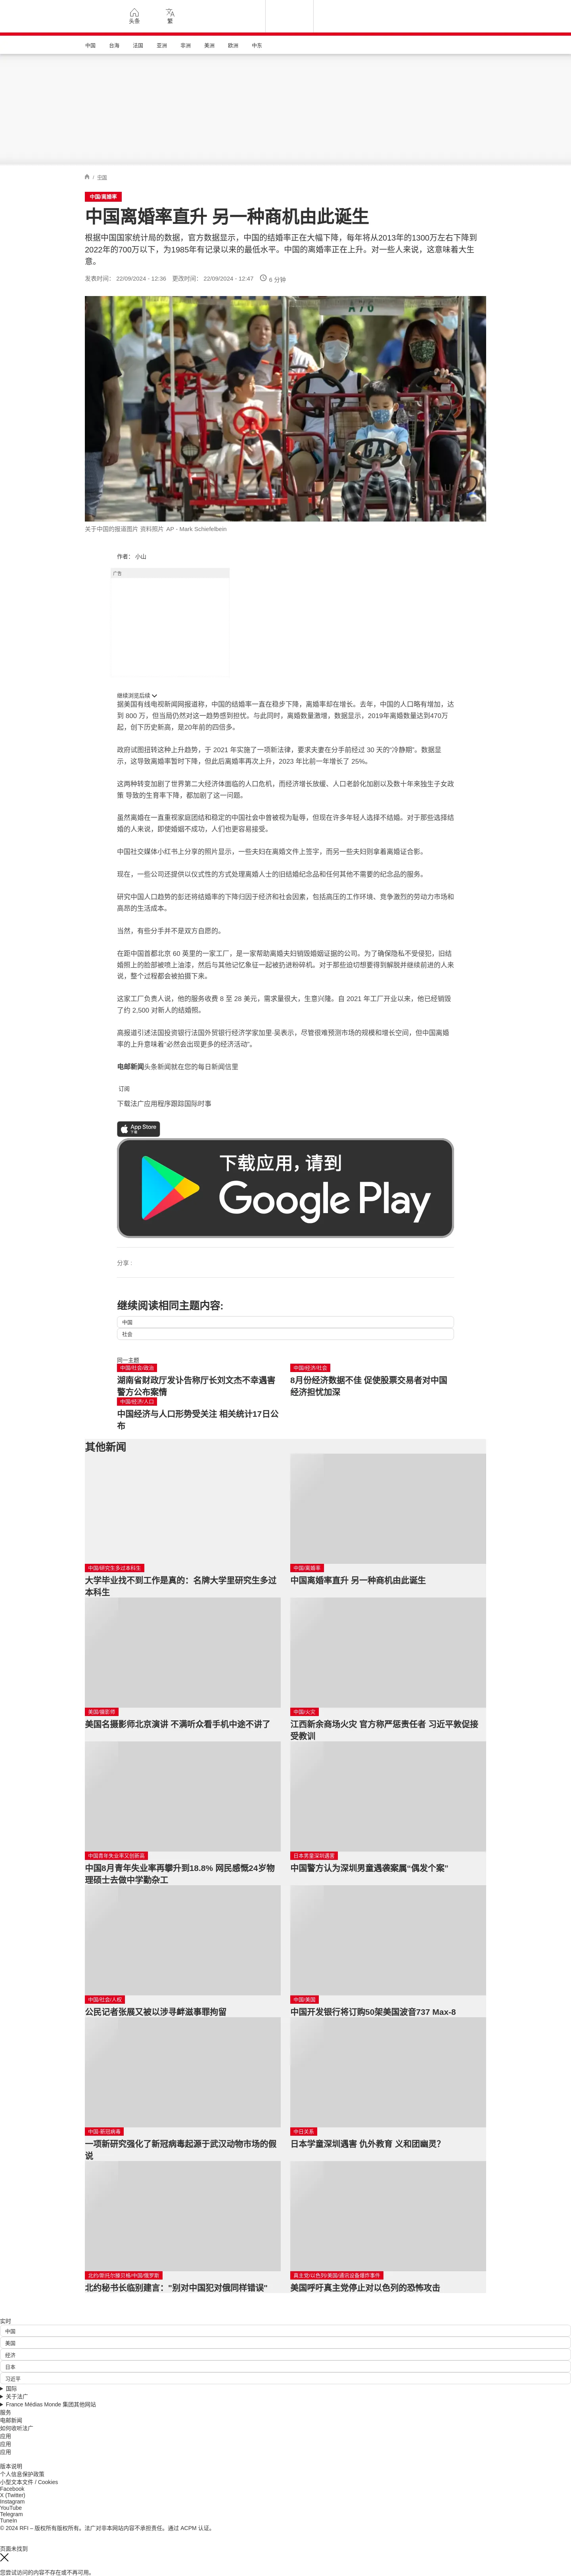 头条
繁
中国
台海
法国
亚洲
非洲
美洲
欧洲
中东
/ 中国
中国/离婚率
中国离婚率直升 另一种商机由此诞生
根据中国国家统计局的数据，官方数据显示，中国的结婚率正在大幅下降，每年将从2013年的1300万左右下降到
2022年的700万以下，为1985年有记录以来的最低水平。中国的离婚率正在上升。对一些人来说，这意味着大生
意。
发表时间： 22/09/2024 - 12:36 更改时间： 22/09/2024 - 12:47 6 分钟
A76
关于中国的报道图片 资料照片 AP - Mark Schiefelbein
作者： 小山
广告
继续浏览后续
据美国有线电视新闻网报道称，中国的结婚率一直在稳步下降，离婚率却在增长。去年，中国的人口略有增加，达
到 800 万，但当局仍然对这一趋势感到担忧。与此同时，离婚数量激增，数据显示，2019年离婚数量达到470万
起，创下历史新高，是20年前的四倍多。
政府试图扭转这种上升趋势，于 2021 年实施了一项新法律，要求夫妻在分手前经过 30 天的“冷静期”。数据显
示，这导致离婚率暂时下降，但此后离婚率再次上升，2023 年比前一年增长了 25%。
这两种转变加剧了世界第二大经济体面临的人口危机，而经济增长放缓、人口老龄化加剧以及数十年来独生子女政
策 导致的生育率下降，都加剧了这一问题。
虽然离婚在一直重视家庭团结和稳定的中国社会中曾被视为耻辱，但现在许多年轻人选择不结婚。对于那些选择结
婚的人来说，即使婚姻不成功，人们也更容易接受。
中国社交媒体小红书上分享的照片显示，一些夫妇在离婚文件上签字，而另一些夫妇则拿着离婚证合影。
现在，一些公司还提供以仪式性的方式处理离婚人士的旧结婚纪念品和任何其他不需要的纪念品的服务。
研究中国人口趋势的彭还将结婚率的下降归因于经济和社会因素，包括高压的工作环境、竞争激烈的劳动力市场和
高昂的生活成本。
当然，有些分手并不是双方自愿的。
在距中国首都北京 60 英里的一家工厂，是一家帮助离婚夫妇销毁婚姻证据的公司。为了确保隐私不受侵犯，旧结
婚照上的脸部被喷上油漆，然后与其他记忆象征一起被扔进粉碎机。对于那些迫切想要得到解脱并继续前进的人来
说，整个过程都会被拍摄下来。
这家工厂负责人说，他的服务收费 8 至 28 美元，需求量很大，生意兴隆。自 2021 年工厂开业以来，他已经销毁
了约 2,500 对新人的结婚照。
高报道引述法国投资银行法国外贸银行经济学家加里·吴表示，尽管很难预测市场的规模和增长空间，但中国离婚
率的上升意味着“必然会出现更多的经济活动”。
电邮新闻头条新闻就在您的每日新闻信里
订阅
下载法广应用程序跟踪国际时事
App Store
下载
下载应用，请到
Google Play
分享 :
继续阅读相同主题内容:
中国
社会
同一主题
中国/社会/政治
湖南省财政厅发讣告称厅长刘文杰不幸遇害
警方公布案情
中国/经济/社会
8月份经济数据不佳 促使股票交易者对中国
经济担忧加深
中国/经济/人口
中国经济与人口形势受关注 相关统计17日公
布
其他新闻
中国/研究生多过本科生
大学毕业找不到工作是真的：名牌大学里研究生多过
本科生
中国/离婚率
中国离婚率直升 另一种商机由此诞生
美国/摄影师
美国名摄影师北京演讲 不满听众看手机中途不讲了
中国/火灾
江西新余商场火灾 官方称严惩责任者 习近平敦促接
受教训
中国青年失业率又创新高
中国8月青年失业率再攀升到18.8% 网民感慨24岁物
理硕士去做中学勤杂工
日本男童深圳遇害
中国警方认为深圳男童遇袭案属“偶发个案”
中国/社会/人权
公民记者张展又被以涉寻衅滋事罪拘留
中国/美国
中国开发银行将订购50架美国波音737 Max-8
中国·新冠病毒
一项新研究强化了新冠病毒起源于武汉动物市场的假
说
中日关系
日本学童深圳遇害 仇外教育 义和团幽灵？
北约/斯托尔滕贝格/中国/俄罗斯
北约秘书长临别建言："别对中国犯对俄同样错误"
真主党/以色列/美国/通讯设备爆炸事件
美国呼吁真主党停止对以色列的恐怖攻击
实时
中国
美国
经济
日本
习近平
国际
关于法广
France Médias Monde 集团其他网站
服务
电邮新闻
如何收听法广
应用
应用
应用
版本说明
个人信息保护政策
小型文本文件 / Cookies
Facebook
X (Twitter)
Instagram
YouTube
Telegram
TuneIn
© 2024 RFI – 版权所有版权所有。法广对非本网站内容不承担责任。通过 ACPM 认证。
页面未找到
您尝试访问的内容不存在或不再可用。